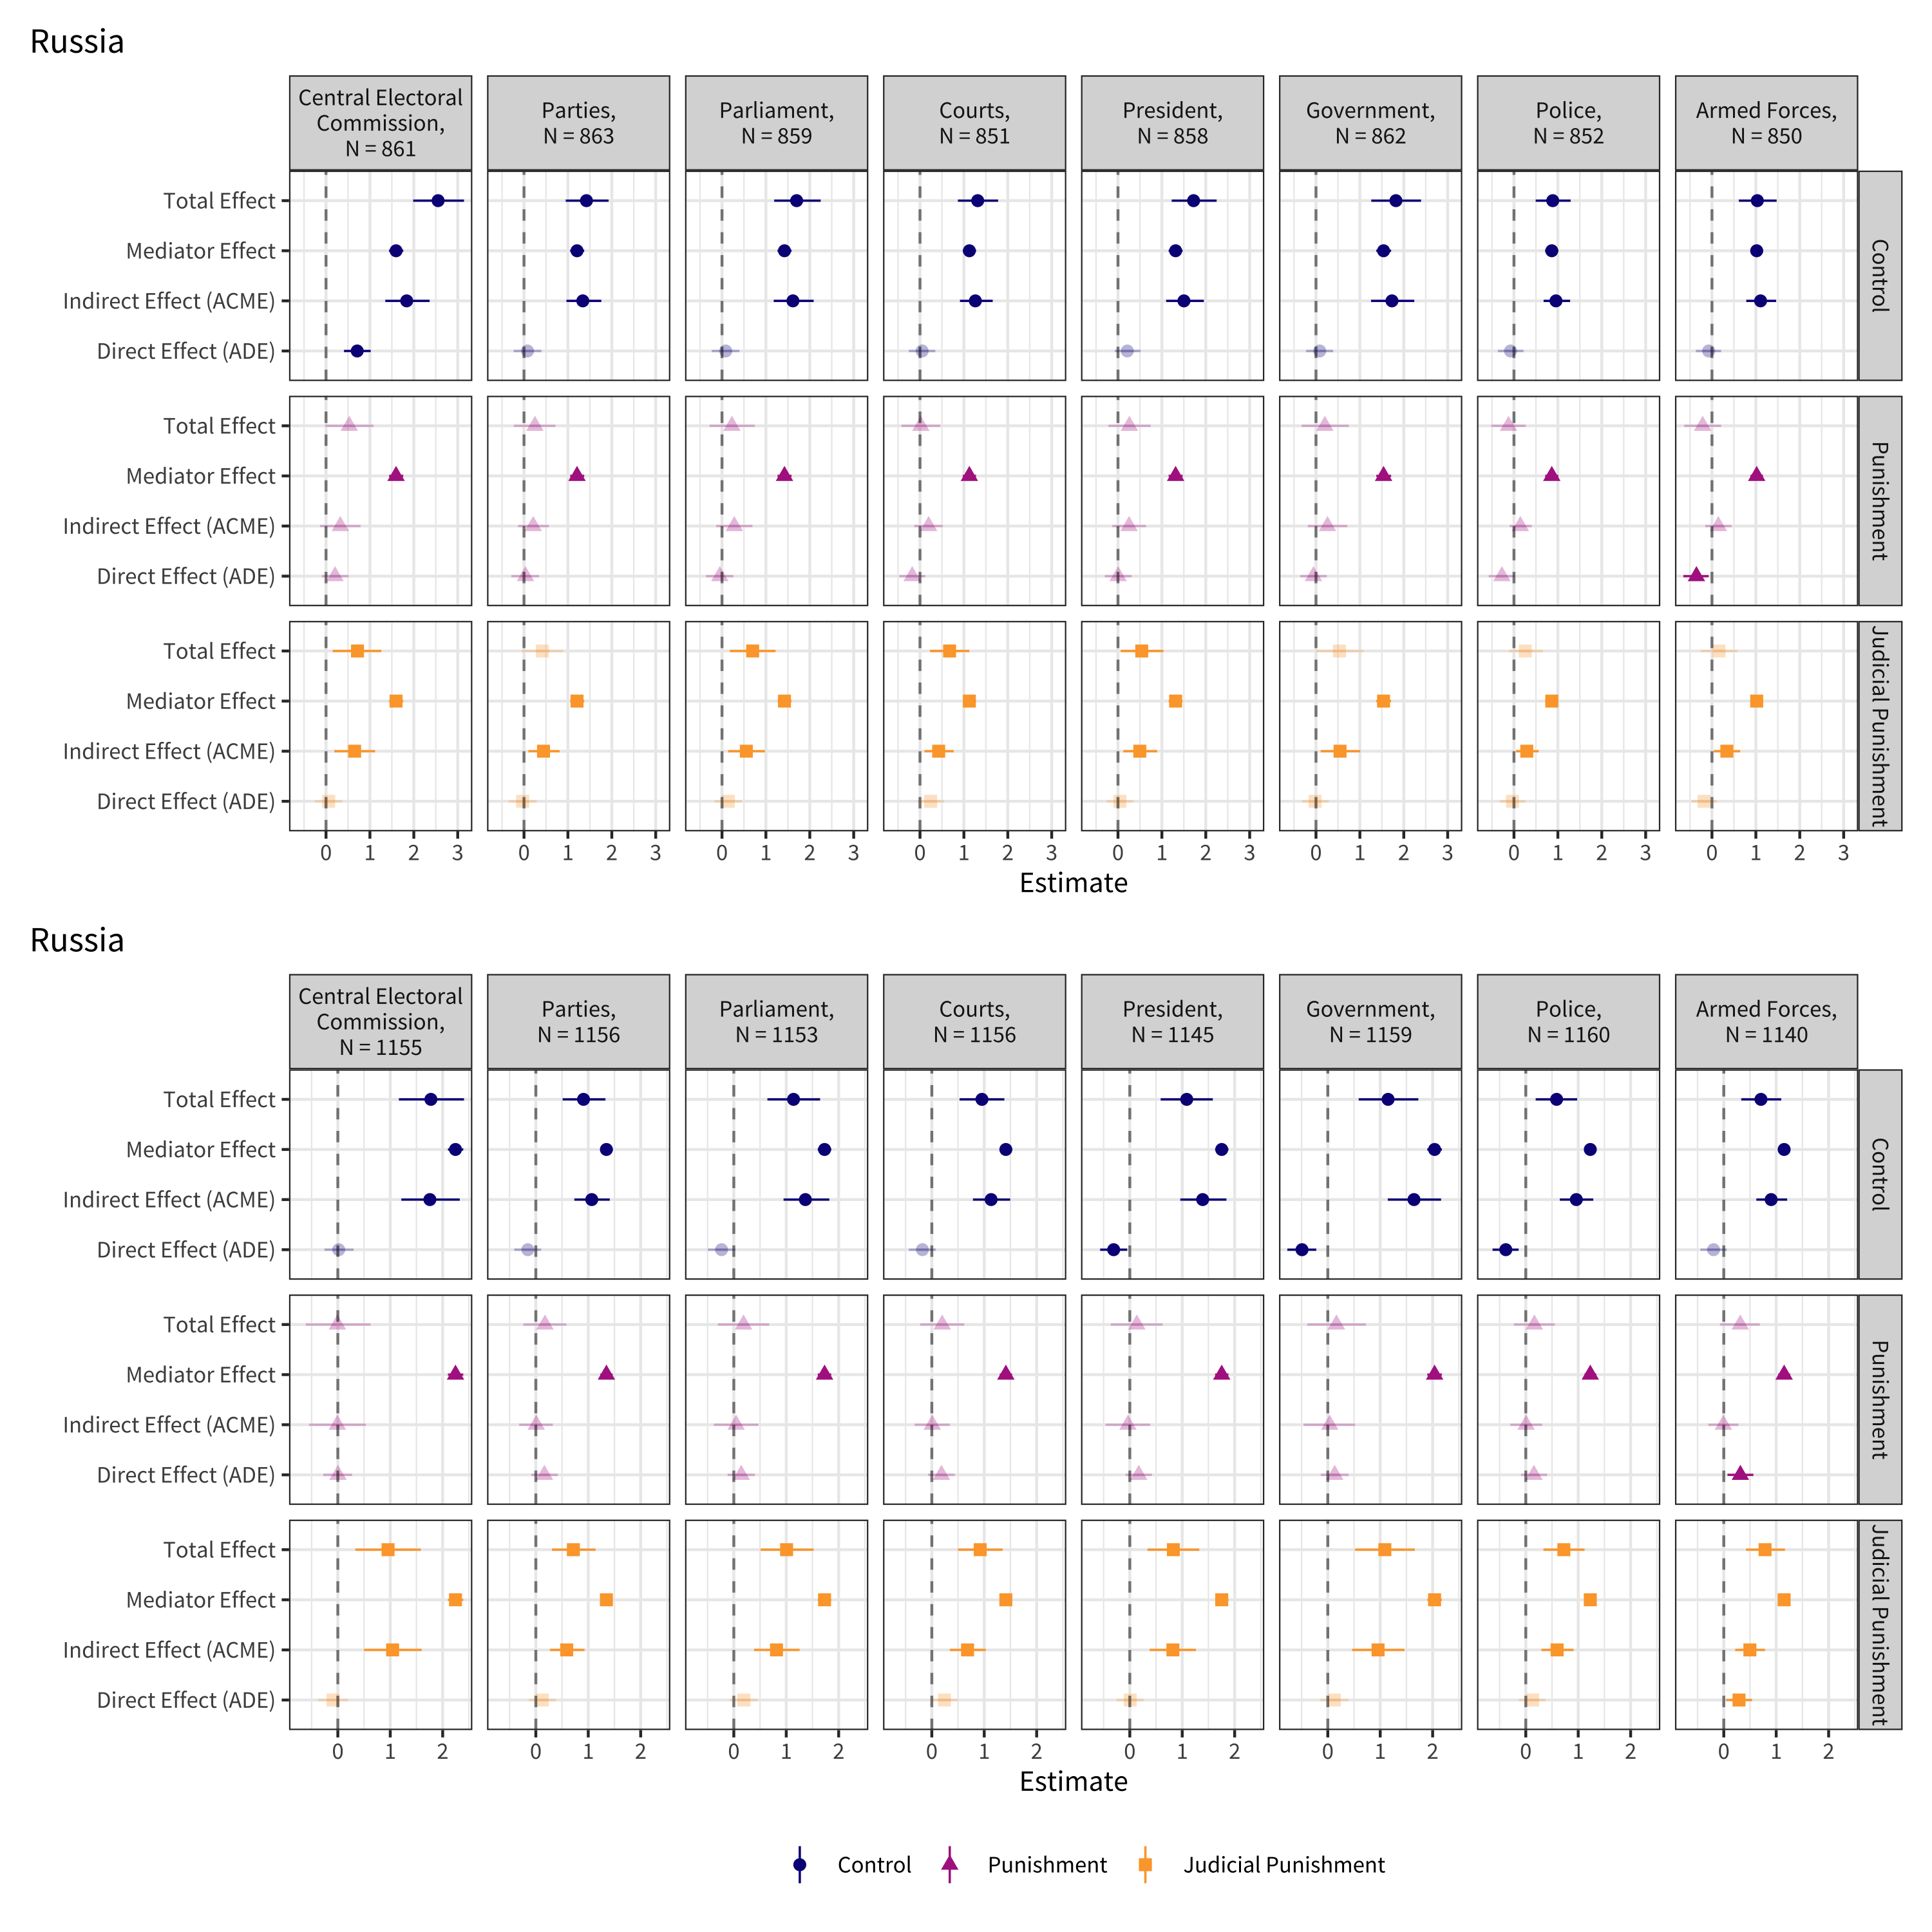 Russia
Central Electoral
Commission,
N = 861
Parties,
N = 863
Parliament,
N = 859
Courts,
N = 851
President,
N = 858
Government,
N = 862
Police,
N = 852
Armed Forces,
N = 850
Total Effect
Mediator Effect
Indirect Effect (ACME)
Direct Effect (ADE)
Control
Total Effect
Mediator Effect
Indirect Effect (ACME)
Direct Effect (ADE)
Punishment
Total Effect
Mediator Effect
Indirect Effect (ACME)
Direct Effect (ADE)
Judicial Punishment
0 1 2 3 0 1 2 3 0 1 2 3 0 1 2 3 0 1 2 3 0 1 2 3 0 1 2 3 0 1 2 3
Estimate
Russia
Central Electoral
Commission,
N = 1155
Parties,
N = 1156
Parliament,
N = 1153
Courts,
N = 1156
President,
N = 1145
Government,
N = 1159
Police,
N = 1160
Armed Forces,
N = 1140
Total Effect
Mediator Effect
Indirect Effect (ACME)
Direct Effect (ADE)
Control
Total Effect
Mediator Effect
Indirect Effect (ACME)
Direct Effect (ADE)
Punishment
Total Effect
Mediator Effect
Indirect Effect (ACME)
Direct Effect (ADE)
Judicial Punishment
0 1 2 0 1 2 0 1 2 0 1 2 0 1 2 0 1 2 0 1 2 0 1 2
Estimate
Control Punishment Judicial Punishment